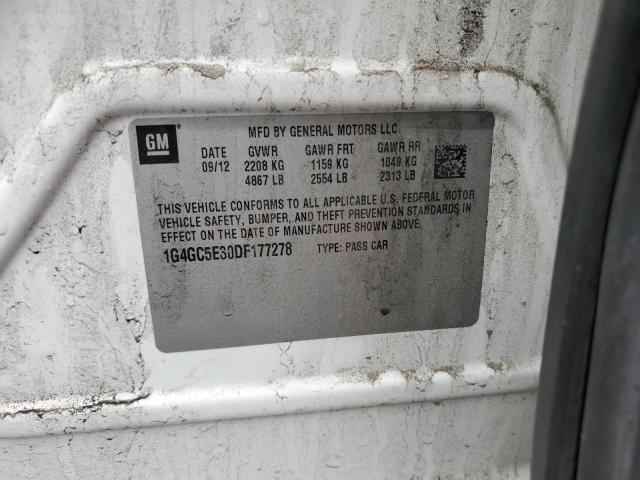 GM
MFD BY GENERAL MOTORS LLC
DATE GVWR GAWR FRT GAWR RR
09/12 2208 KG 1159 KG 1049 KG
4867 LB 2554 LB 2313 LB
THIS VEHICLE CONFORMS TO ALL APPLICABLE U.S. FEDERAL MOTOR
VEHICLE SAFETY, BUMPER, AND THEFT PREVENTION STANDARDS IN
EFFECT ON THE DATE OF MANUFACTURE SHOWN ABOVE.
1G4GC5E30DF177278 TYPE: PASS CAR